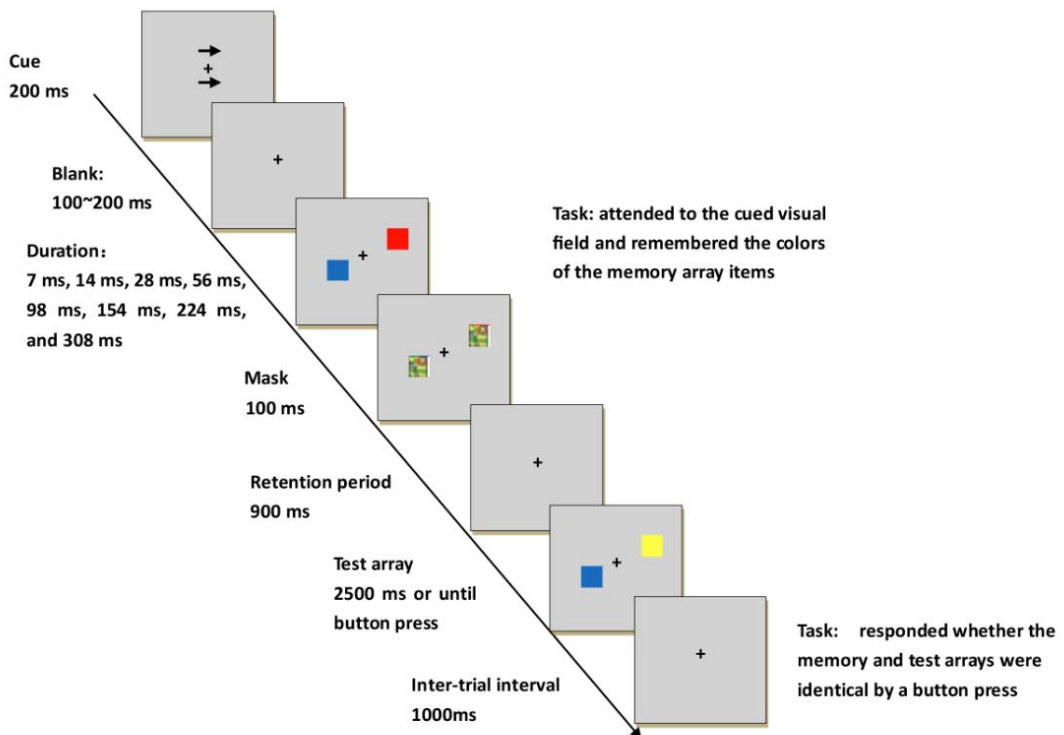 Cue
200 ms
Blank:
100~200 ms
Duration：
7 ms, 14 ms, 28 ms, 56 ms,
98 ms, 154 ms, 224 ms,
and 308 ms
Task: attended to the cued visual
field and remembered the colors
of the memory array items
Mask
100 ms
Retention period
900 ms
Test array
2500 ms or until
button press
Inter-trial interval
1000ms
Task: responded whether the
memory and test arrays were
identical by a button press